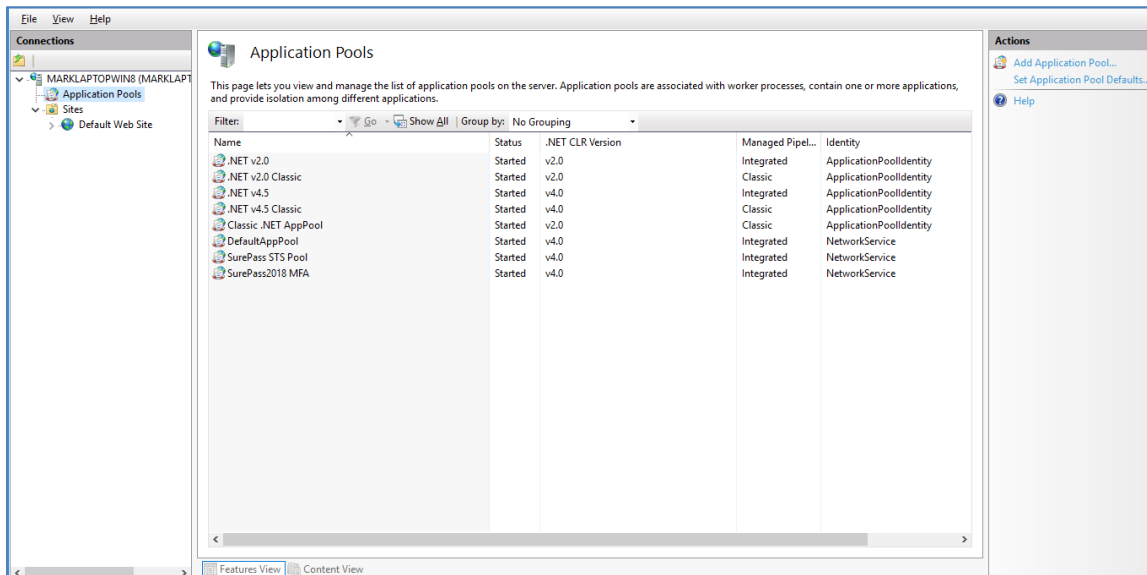 File View Help
Connections
MARKLAPTOPWIN8 (MARKLAPT
Application Pools
Sites
Default Web Site
Application Pools
This page lets you view and manage the list of application pools on the server. Application pools are associated with worker processes, contain one or more applications,
and provide isolation among different applications.
Filter: Go Show All Group by: No Grouping
Name Status .NET CLR Version Managed Pipel... Identity
.NET v2.0 Started v2.0 Integrated ApplicationPoolIdentity
.NET v2.0 Classic Started v2.0 Classic ApplicationPoolIdentity
.NET v4.5 Started v4.0 Integrated ApplicationPoolIdentity
.NET v4.5 Classic Started v4.0 Classic ApplicationPoolIdentity
Classic .NET AppPool Started v2.0 Classic ApplicationPoolIdentity
DefaultAppPool Started v4.0 Integrated NetworkService
SurePass STS Pool Started v4.0 Integrated NetworkService
SurePass2018 MFA Started v4.0 Integrated NetworkService
Features View Content View
Actions
Add Application Pool...
Set Application Pool Defaults...
Help